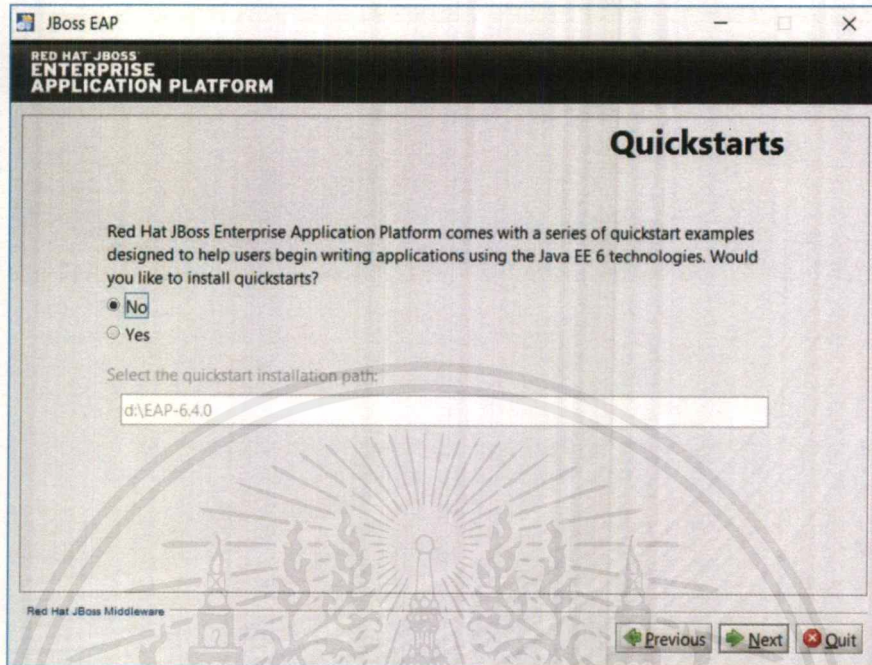 JBoss EAP
RED HAT JBOSS
ENTERPRISE
APPLICATION PLATFORM
Quickstarts
Red Hat JBoss Enterprise Application Platform comes with a series of quickstart examples
designed to help users begin writing applications using the Java EE 6 technologies. Would
you like to install quickstarts?
No
Yes
Select the quickstart installation path:
d:\EAP-6.4.0
Red Hat JBoss Middleware
Previous Next Quit